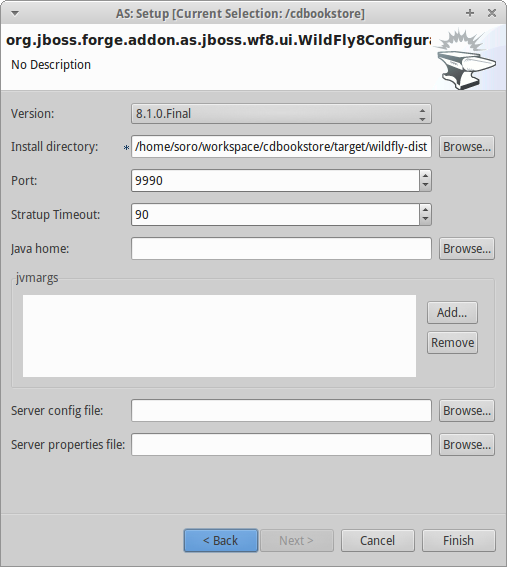 AS: Setup [Current Selection: /cdbookstore]
org.jboss.forge.addon.as.jboss.wf8.ui.WildFly8Configura
No Description
Version: 8.1.0.Final
Install directory: * /home/soro/workspace/cdbookstore/target/wildfly-dist Browse...
Port: 9990
Stratup Timeout: 90
Java home: Browse...
jvmargs
Add...
Remove
Server config file: Browse...
Server properties file: Browse...
< Back Next > Cancel Finish